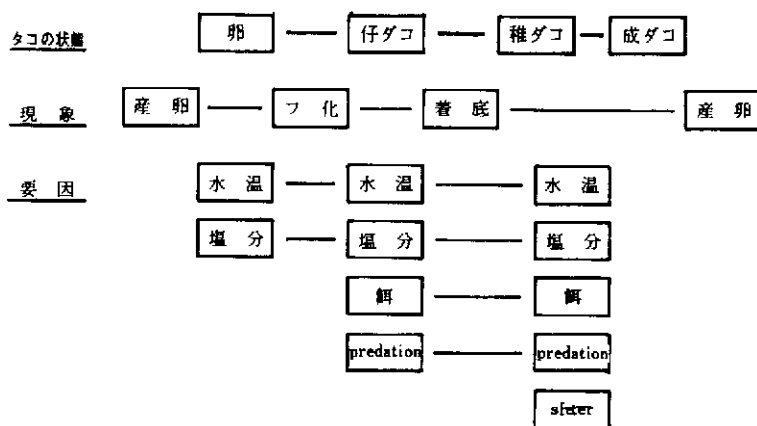 タコの状態 卵 仔ダコ 稚ダコ 成ダコ
現象 産卵 フ化 着底 産卵
要因 水温 水温 水温
塩分 塩分 塩分
餌 餌
predation predation